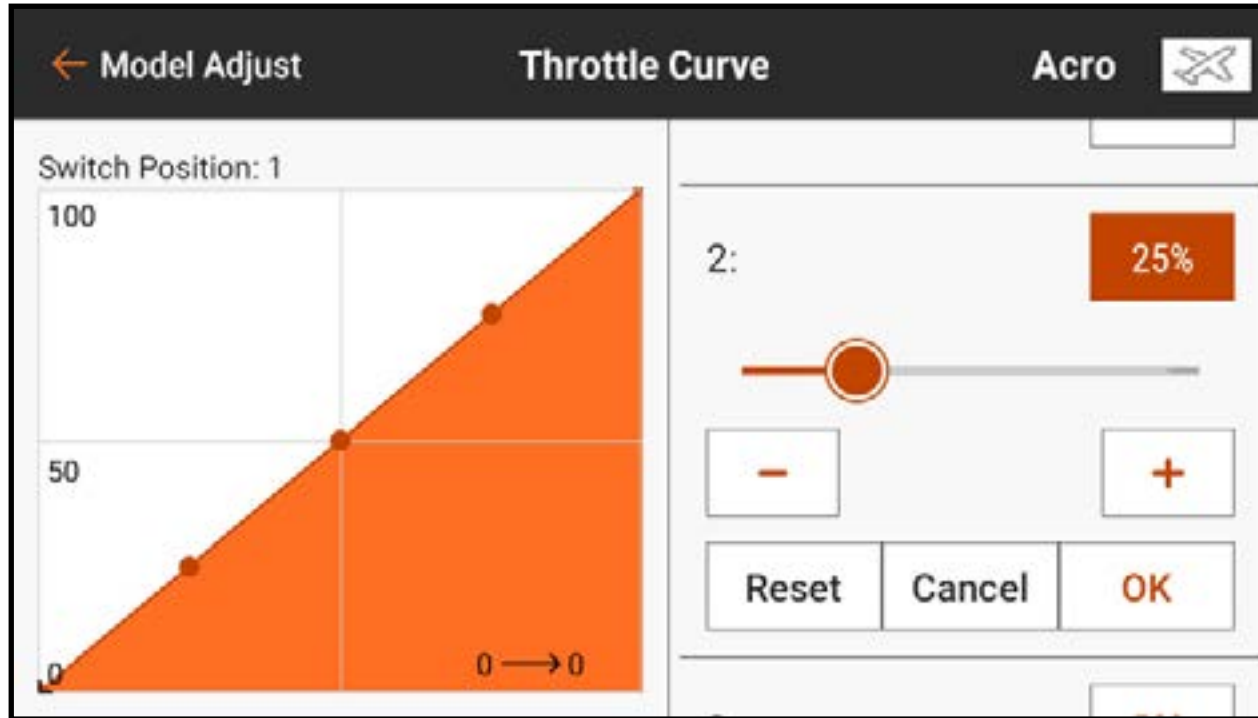 ← Model Adjust Throttle Curve Acro
Switch Position: 1
100
50
0
0 → 0
2: 25%
− +
Reset Cancel OK